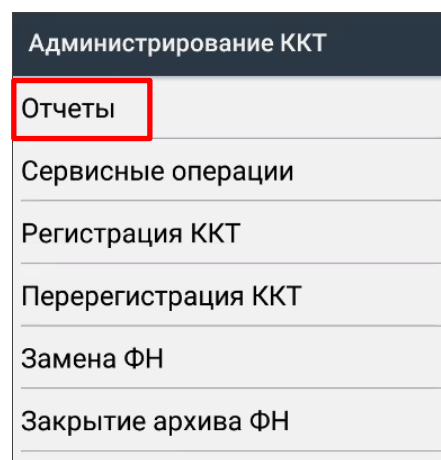 Администрирование ККТ
Отчеты
Сервисные операции
Регистрация ККТ
Перерегистрация ККТ
Замена ФН
Закрытие архива ФН